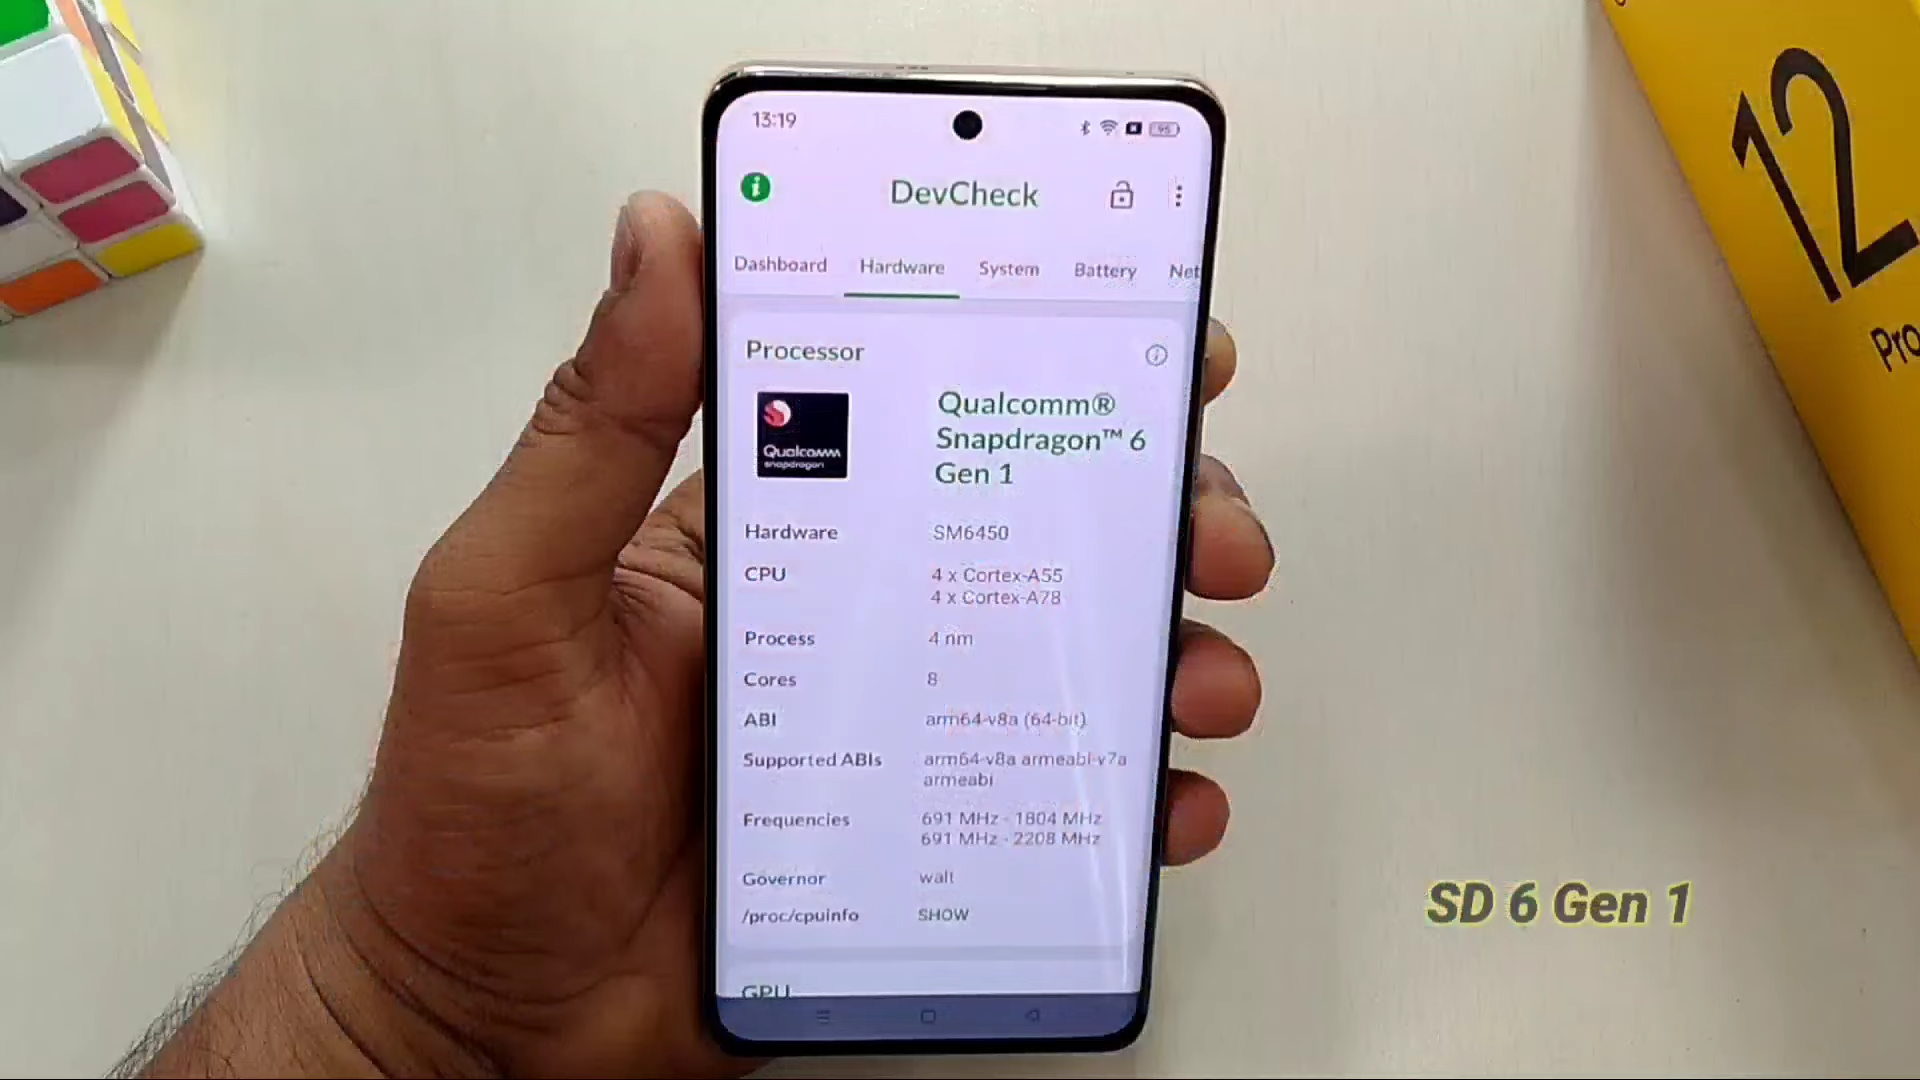 13:19
95
DevCheck
Dashboard Hardware System Battery Net
Processor
Qualcomm
snapdragon
Qualcomm®
Snapdragon™ 6
Gen 1
Hardware SM6450
CPU 4 x Cortex-A55
4 x Cortex-A78
Process 4 nm
Cores 8
ABI arm64-v8a (64-bit)
Supported ABIs arm64-v8a armeabi-v7a
armeabi
Frequencies 691 MHz - 1804 MHz
691 MHz - 2208 MHz
Governor walt
/proc/cpuinfo SHOW
GPU
12
Pro
SD 6 Gen 1